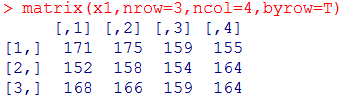 > matrix(x1,nrow=3,ncol=4,byrow=T)
[,1] [,2] [,3] [,4]
[1,] 171 175 159 155
[2,] 152 158 154 164
[3,] 168 166 159 164